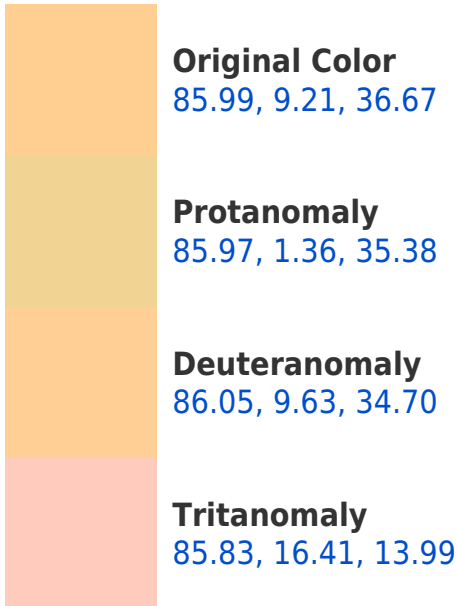 Original Color
85.99, 9.21, 36.67
Protanomaly
85.97, 1.36, 35.38
Deuteranomaly
86.05, 9.63, 34.70
Tritanomaly
85.83, 16.41, 13.99